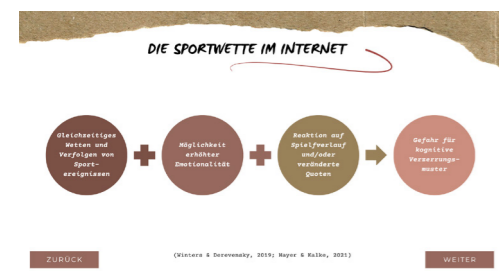 DIE SPORTWETTE IM INTERNET
Gleichzeitiges
Wetten und
Verfolgen von
Sport-
ereignissen
Möglichkeit
erhöhter
Emotionalität
Reaktion auf
Spielfverlauf
und/oder
veränderte
Quoten
Gefahr für
kognitive
Verzerrungs-
muster
(Winters & Derevensky, 2019; Mayer & Kalke, 2021)
ZURÜCK
WEITER